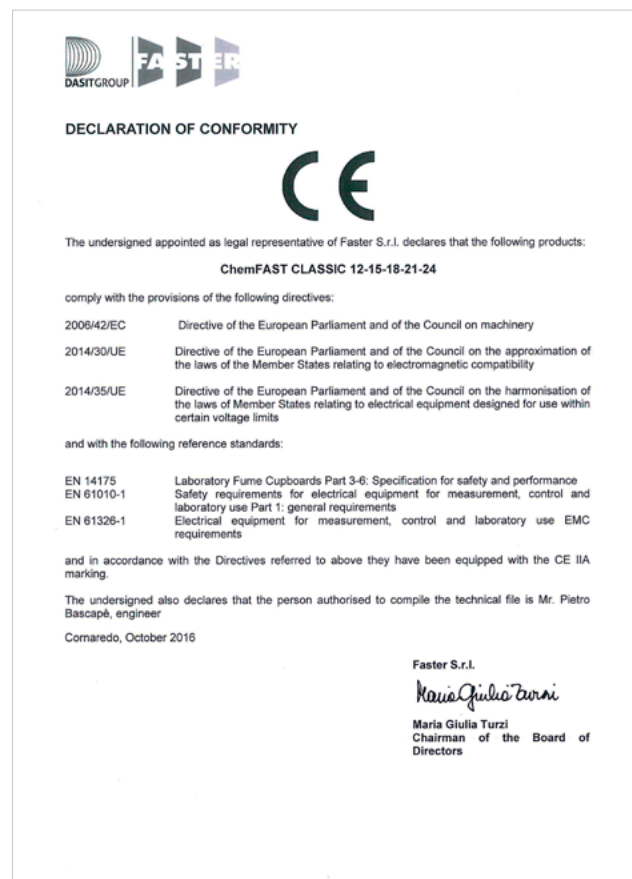 DASITGROUP
FASTER
DECLARATION OF CONFORMITY
CE
The undersigned appointed as legal representative of Faster S.r.l. declares that the following products:
ChemFAST CLASSIC 12-15-18-21-24
comply with the provisions of the following directives:
2006/42/EC Directive of the European Parliament and of the Council on machinery
2014/30/UE Directive of the European Parliament and of the Council on the approximation of
the laws of the Member States relating to electromagnetic compatibility
2014/35/UE Directive of the European Parliament and of the Council on the harmonisation of
the laws of Member States relating to electrical equipment designed for use within
certain voltage limits
and with the following reference standards:
EN 14175 Laboratory Fume Cupboards Part 3-6: Specification for safety and performance
EN 61010-1 Safety requirements for electrical equipment for measurement, control and
laboratory use Part 1: general requirements
EN 61326-1 Electrical equipment for measurement, control and laboratory use EMC
requirements
and in accordance with the Directives referred to above they have been equipped with the CE IIA
marking.
The undersigned also declares that the person authorised to compile the technical file is Mr. Pietro
Bascapè, engineer
Cornaredo, October 2016
Faster S.r.l.
Maria Giulia Turzi
Maria Giulia Turzi
Chairman of the Board of
Directors